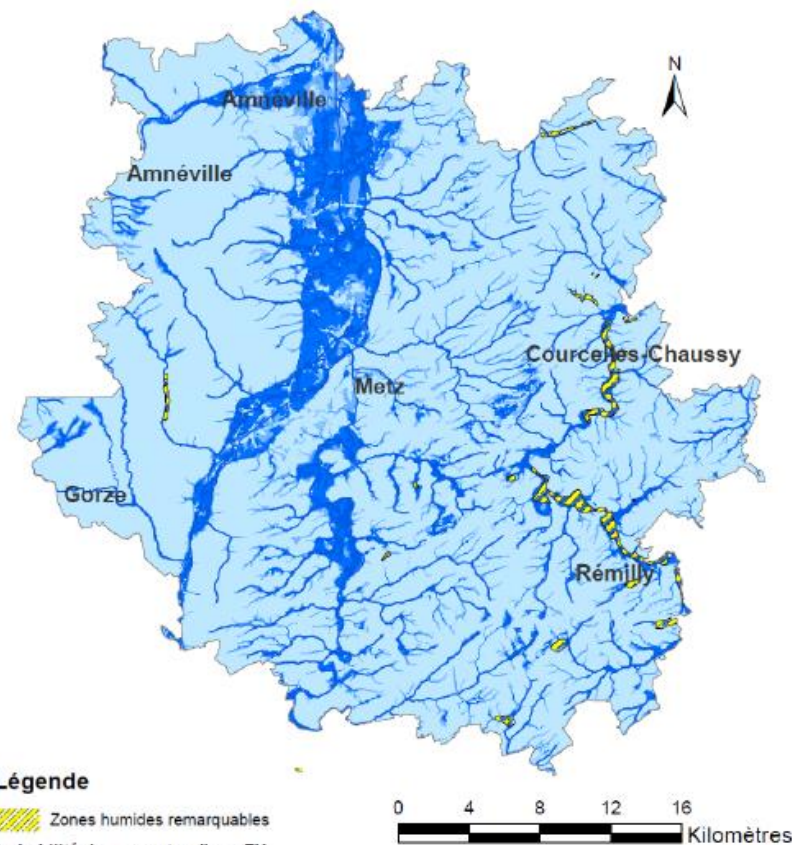 N
Amnéville
Amnéville
Courcelles-Chaussy
Metz
Gorze
Rémilly
Légende
Zones humides remarquables
0 4 8 12 16
Kilomètres